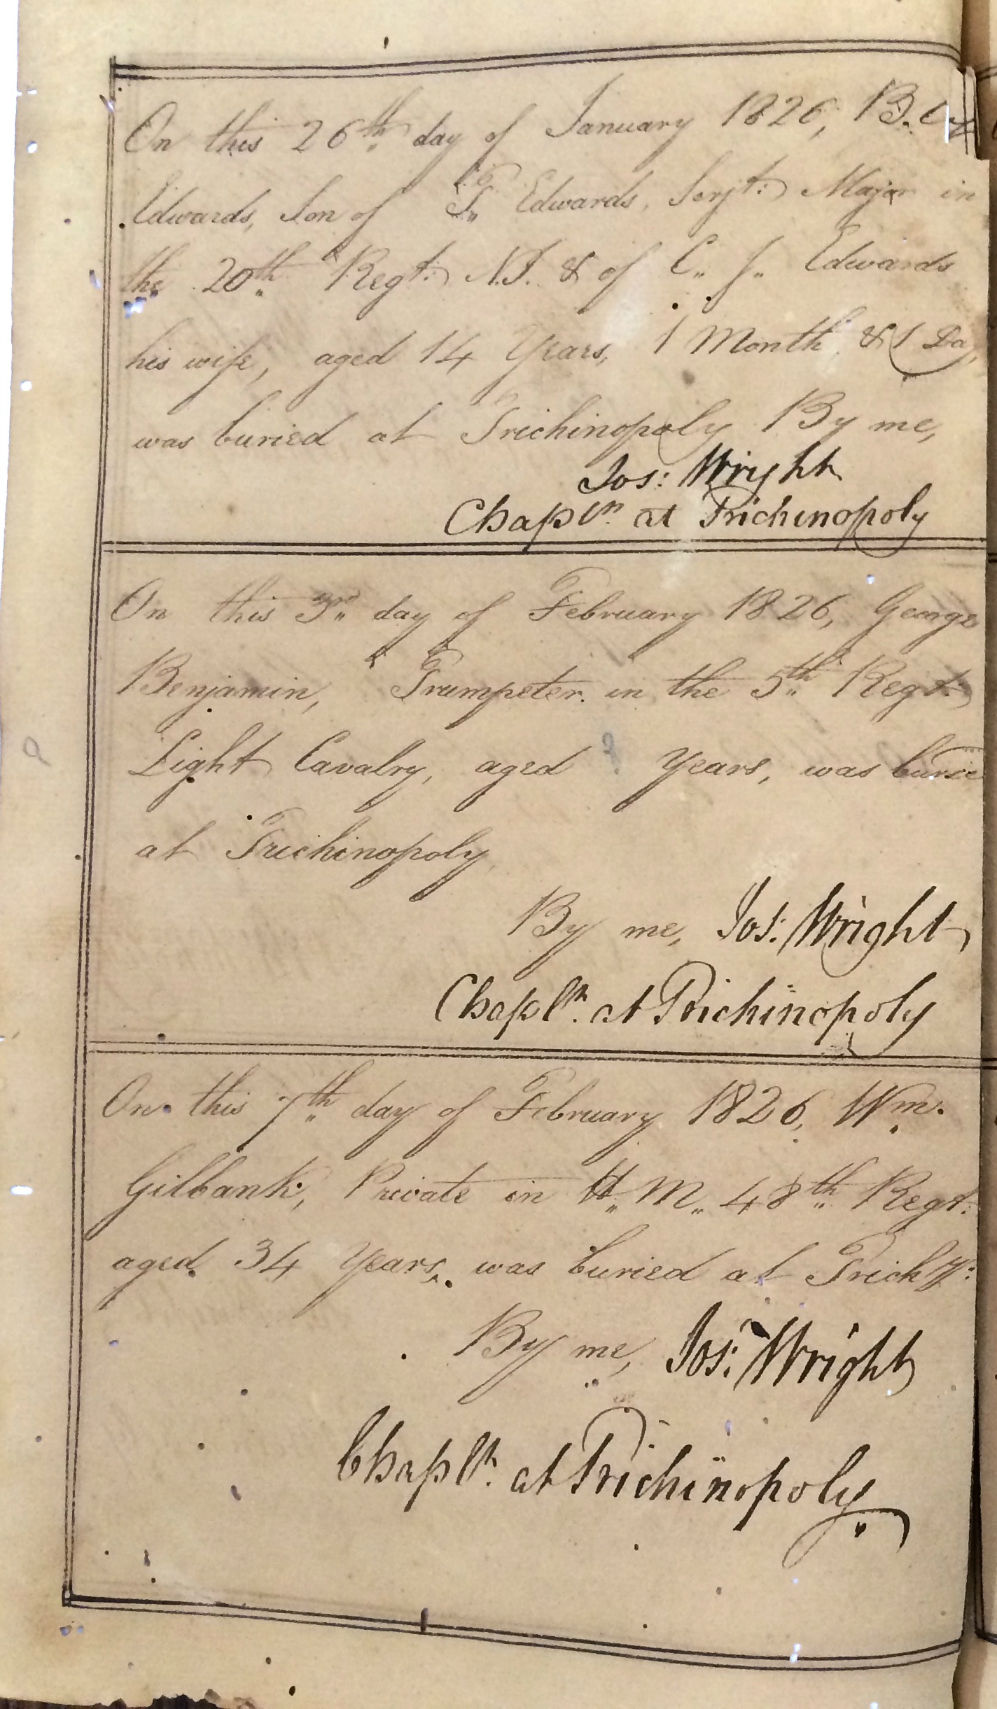 On this 26th day of January 1826, B.
Edwards, Son of T. Edwards, Serjt: Major in
the 20th Regt: N.I. & of C. J. Edwards
his wife, aged 14 Years, 1 Month & 1 Day,
was buried at Trichinopoly By me,
Jos: Wright
Chapln. at Trichinopoly
On this 3rd day of February 1826, George
Benjamin, Trumpeter in the 5th Regt:
Light Cavalry, aged ? Years, was burie
at Trichinopoly
By me, Jos: Wright
Chapln. at Trichinopoly
On this 7th day of February 1826, Wm.
Gilbank, Private in H. M. 48th Regt:
aged 34 Years, was buried at Trichy:
By me, Jos: Wright
Chapln. at Trichinopoly